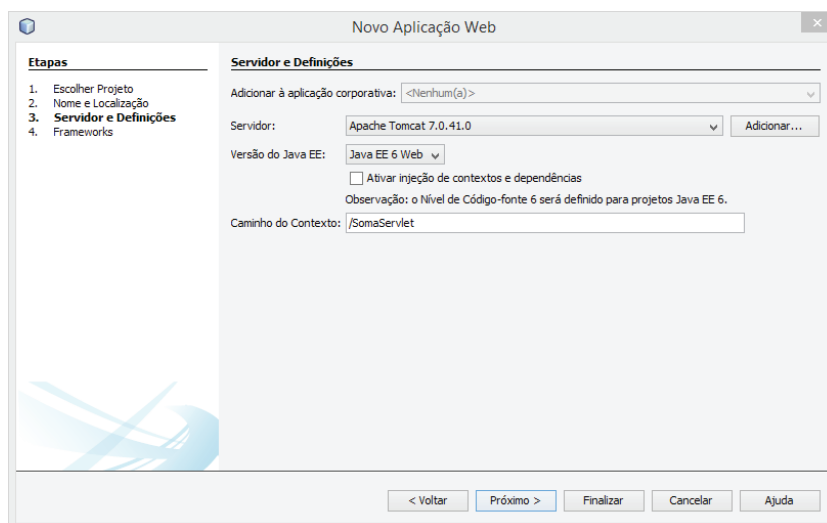 Novo Aplicação Web
Etapas
1. Escolher Projeto
2. Nome e Localização
3. Servidor e Definições
4. Frameworks
Servidor e Definições
Adicionar à aplicação corporativa: <Nenhum(a)>
Servidor: Apache Tomcat 7.0.41.0 Adicionar...
Versão do Java EE: Java EE 6 Web
Ativar injeção de contextos e dependências
Observação: o Nível de Código-fonte 6 será definido para projetos Java EE 6.
Caminho do Contexto: /SomaServlet
< Voltar Próximo > Finalizar Cancelar Ajuda